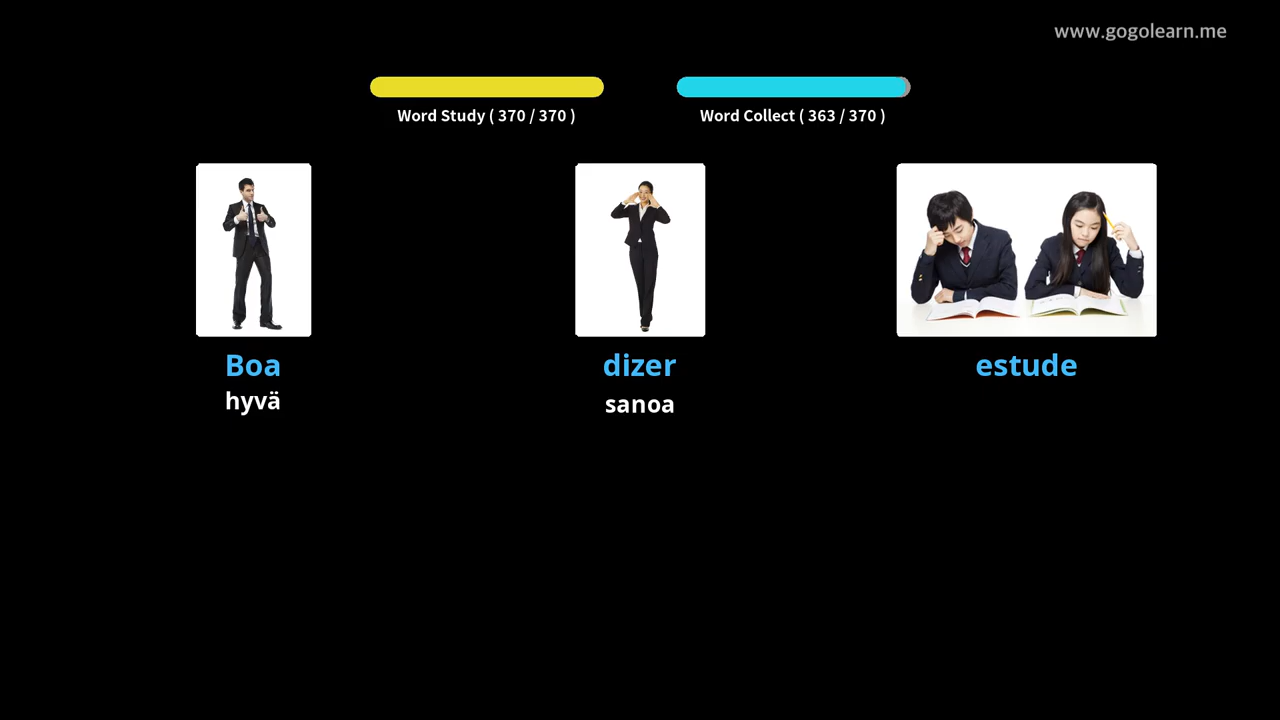 www.gogolearn.me
Word Study ( 370 / 370 )
Word Collect ( 363 / 370 )
Boa
hyvä
dizer
sanoa
estude